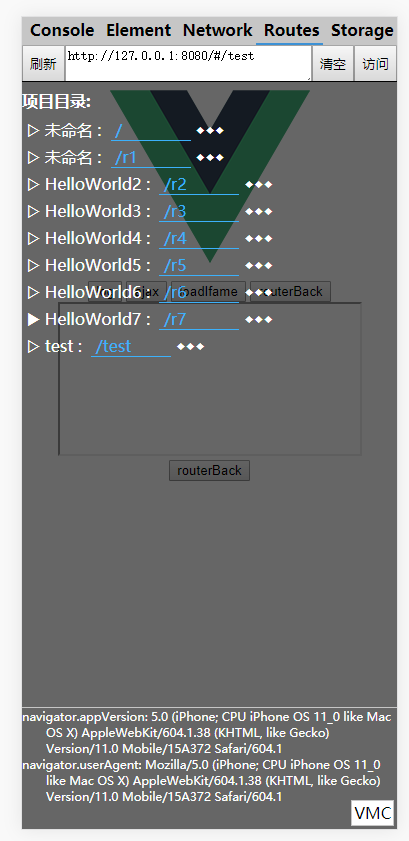 Console Element Network Routes Storage
刷新 http://127.0.0.1:8080/#/test 清空 访问
项目目录:
▷ 未命名 : / ◆◆◆
▷ 未命名 : /r1 ◆◆◆
▷ HelloWorld2 : /r2 ◆◆◆
▷ HelloWorld3 : /r3 ◆◆◆
▷ HelloWorld4 : /r4 ◆◆◆
▷ HelloWorld5 : /r5 ◆◆◆
▷ HelloWorld6 : /r6 ◆◆◆
routerBack
▶ HelloWorld7 : /r7 ◆◆◆
▷ test : /test ◆◆◆
routerBack
navigator.appVersion: 5.0 (iPhone; CPU iPhone OS 11_0 like Mac
OS X) AppleWebKit/604.1.38 (KHTML, like Gecko)
Version/11.0 Mobile/15A372 Safari/604.1
navigator.userAgent: Mozilla/5.0 (iPhone; CPU iPhone OS 11_0
like Mac OS X) AppleWebKit/604.1.38 (KHTML, like Gecko)
Version/11.0 Mobile/15A372 Safari/604.1
VMC